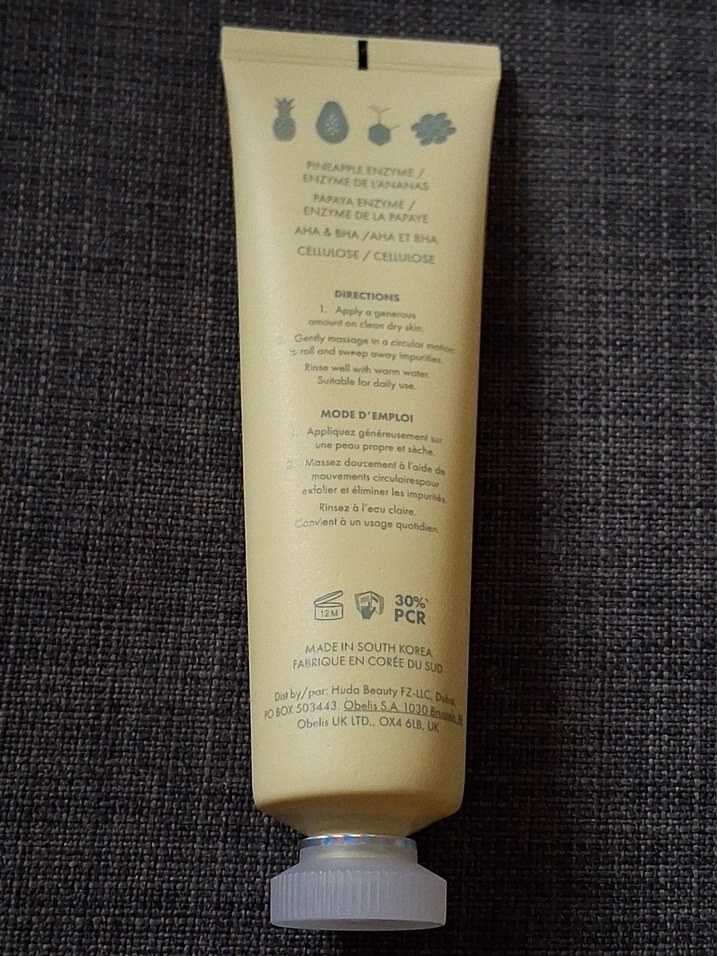 PINEAPPLE ENZYME /
ENZYME DE L'ANANAS
PAPAYA ENZYME /
ENZYME DE LA PAPAYE
AHA & BHA /AHA ET BHA
CELLULOSE / CELLULOSE
DIRECTIONS
1. Apply a generous
amount on clean dry skin.
2. Gently massage in a circular motion
to roll and sweep away impurities.
Rinse well with warm water.
Suitable for daily use.
MODE D'EMPLOI
1. Appliquez généreusement sur
une peau propre et sèche.
2. Massez doucement à l'aide de
mouvements circulairespour
exfolier et éliminer les impuretés.
Rinsez à l'eau claire.
Convient à un usage quotidien.
12M
30%
PCR
MADE IN SOUTH KOREA
FABRIQUE EN CORÉE DU SUD
Dist by/par: Huda Beauty FZ-LLC, Dubai,
PO BOX 503443. Obelis S.A. 1030 Brussels,
Obelis UK LTD., OX4 6LB, UK